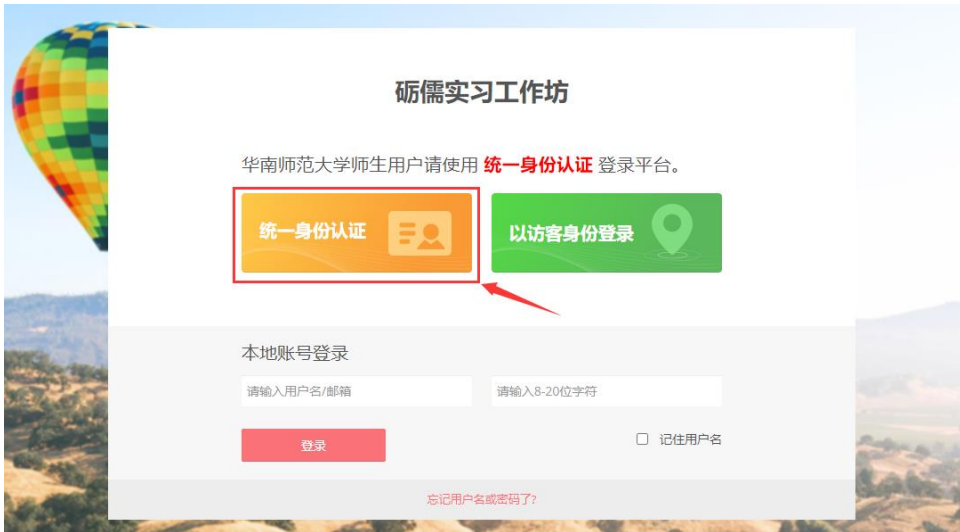 砺儒实习工作坊
华南师范大学师生用户请使用 统一身份认证 登录平台。
统一身份认证
以访客身份登录
本地账号登录
请输入用户名/邮箱
请输入8-20位字符
登录
记住用户名
忘记用户名或密码了?